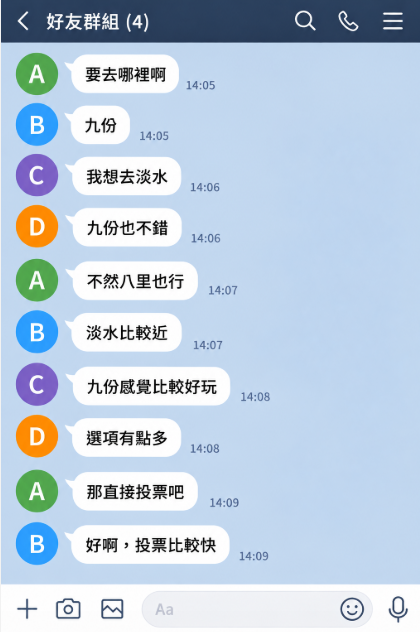 好友群組 (4)
A
要去哪裡啊
14:05
B
九份
14:05
C
我想去淡水
14:06
D
九份也不錯
14:06
A
不然八里也行
14:07
B
淡水比較近
14:07
C
九份感覺比較好玩
14:08
D
選項有點多
14:08
A
那直接投票吧
14:09
B
好啊，投票比較快
14:09
Aa